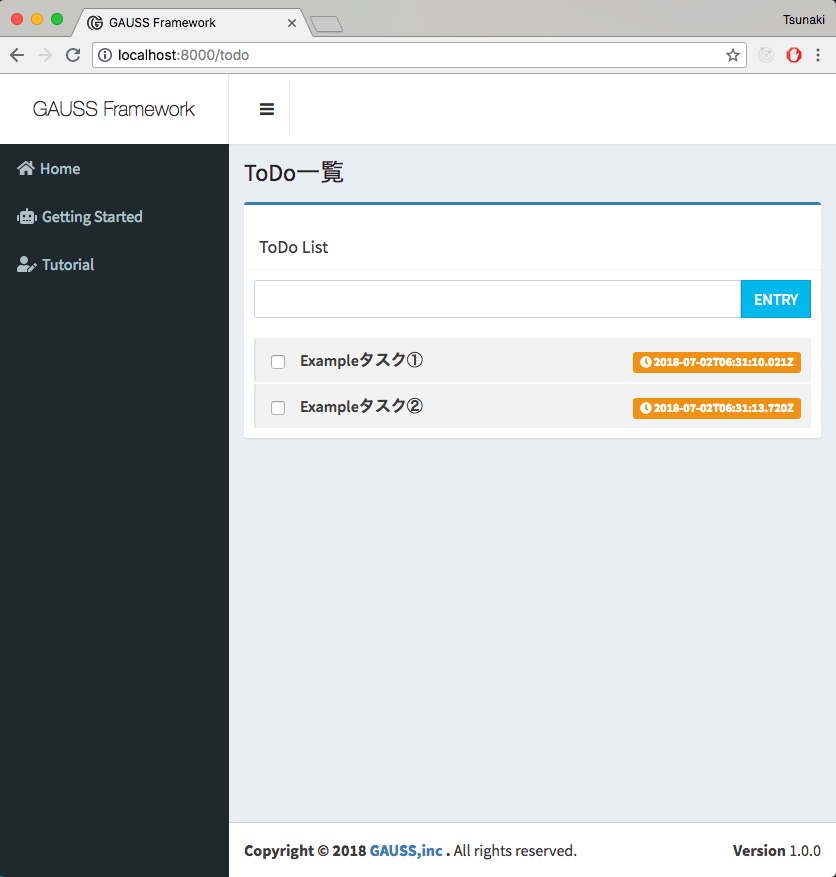 GAUSS Framework
Tsunaki
localhost:8000/todo
GAUSS Framework
Home
Getting Started
Tutorial
ToDo一覧
ToDo List
ENTRY
Exampleタスク① 2018-07-02T06:31:10.021Z
Exampleタスク② 2018-07-02T06:31:13.720Z
Copyright © 2018 GAUSS,inc . All rights reserved. Version 1.0.0